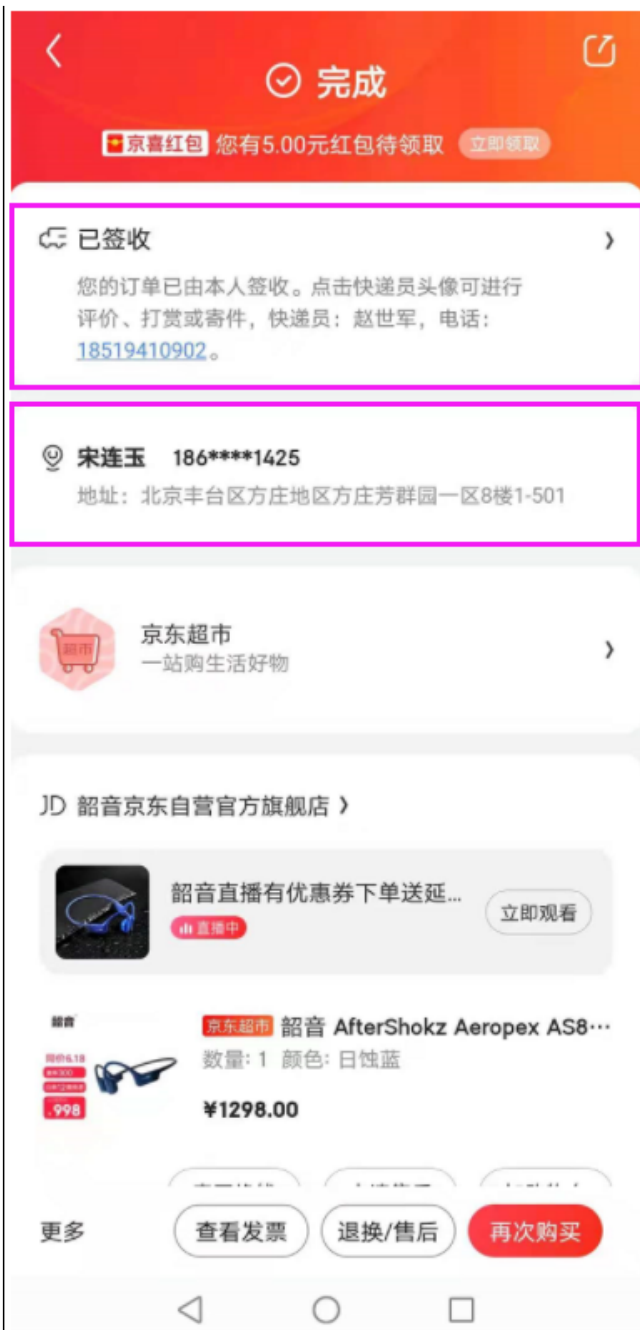 完成
京喜红包 您有5.00元红包待领取 立即领取
已签收
您的订单已由本人签收。点击快递员头像可进行
评价、打赏或寄件，快递员：赵世军，电话：
18519410902。
宋连玉 186****1425
地址：北京丰台区方庄地区方庄芳群园一区8楼1-501
超市
京东超市
一站购生活好物
JD 韶音京东自营官方旗舰店
韶音直播有优惠券下单送延...
直播中
立即观看
韶音
998
京东超市 韶音 AfterShokz Aeropex AS8…
数量: 1 颜色: 日蚀蓝
¥1298.00
更多
查看发票
退换/售后
再次购买